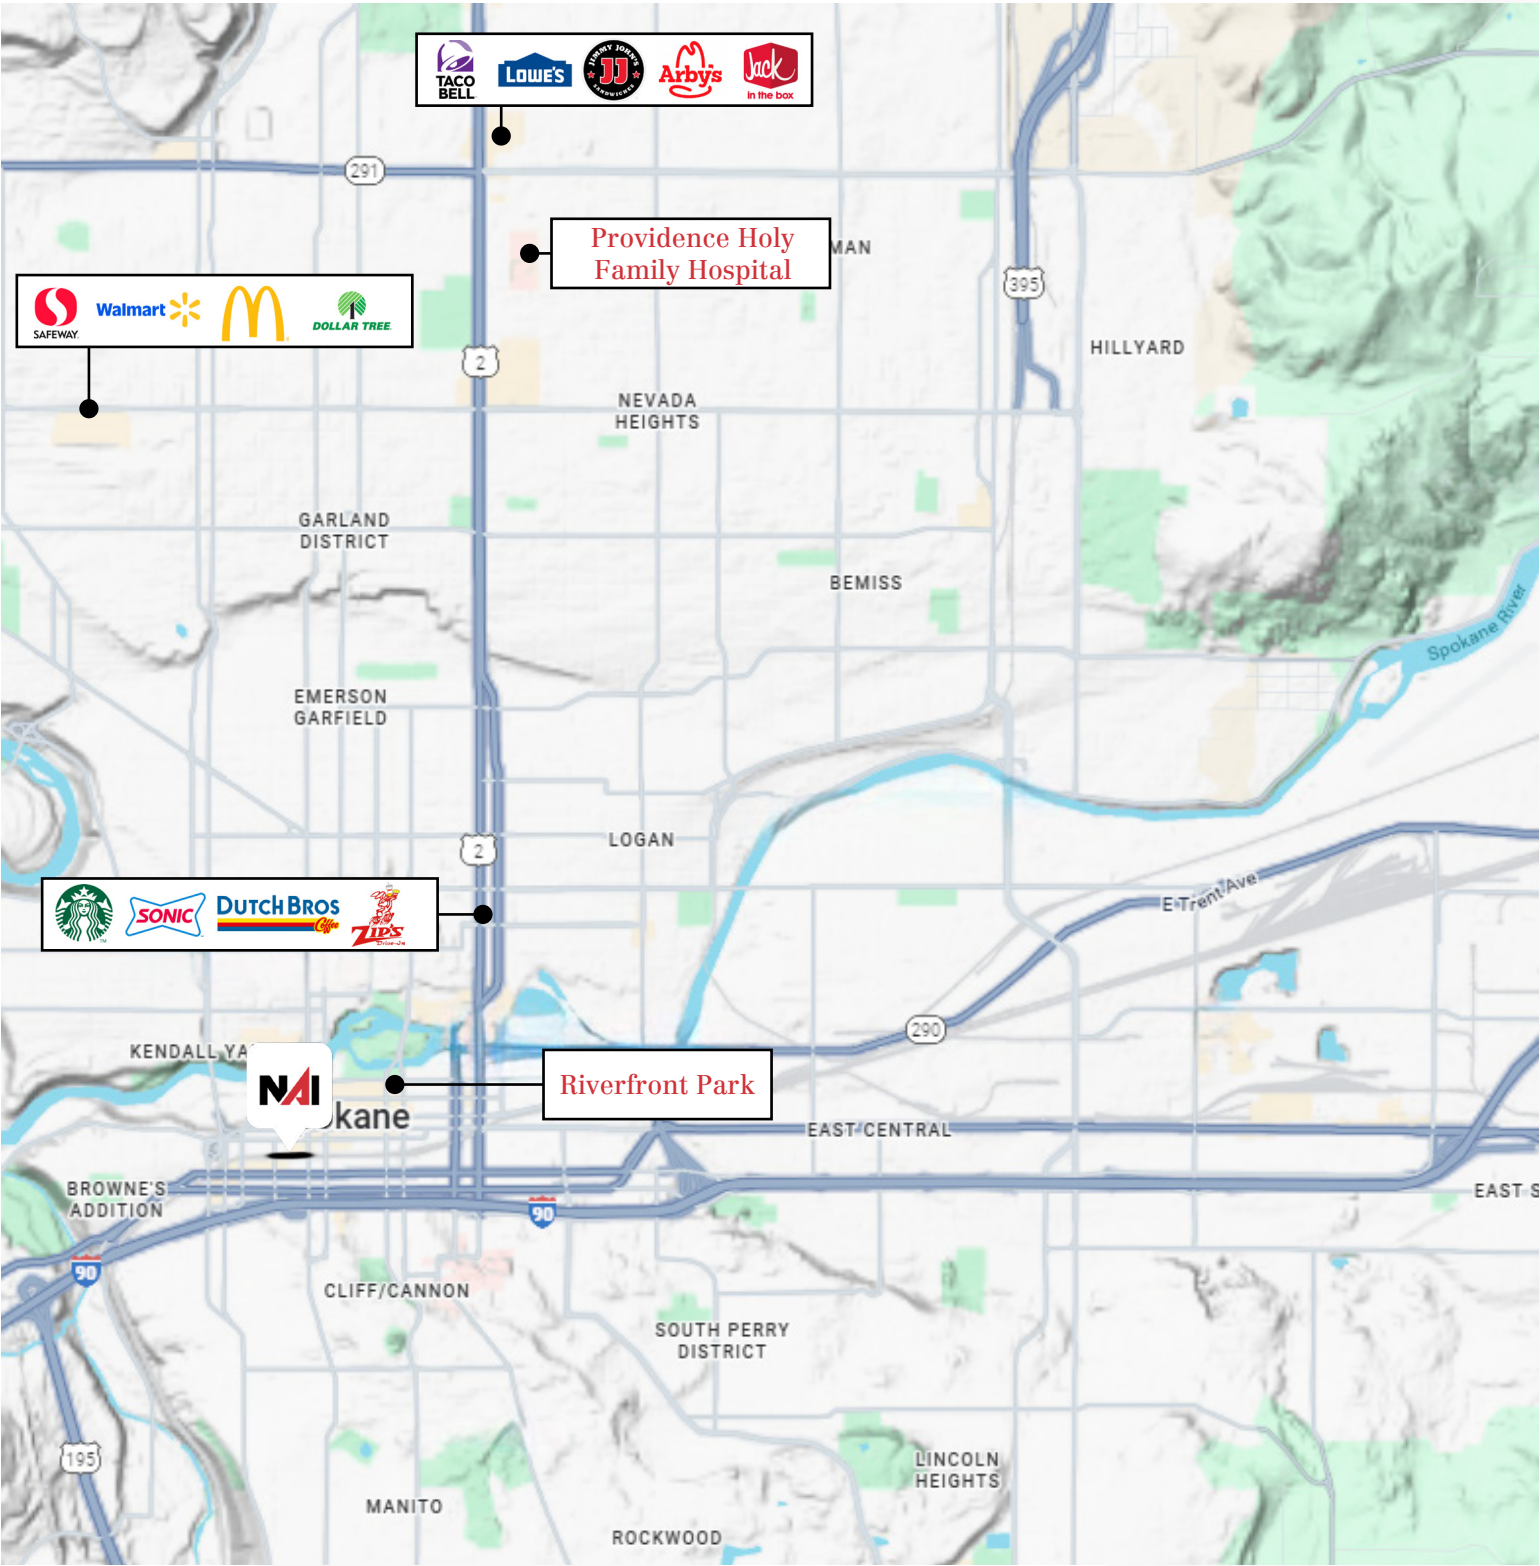 TACO
BELL
LOWE'S
JIMMY JOHN'S
JJ
SANDWICHES
Arby's
Jack
in the box
291
Providence Holy
Family Hospital
MAN
395
SAFEWAY
Walmart
DOLLAR TREE
HILLYARD
2
NEVADA
HEIGHTS
GARLAND
DISTRICT
BEMISS
Spokane River
EMERSON
GARFIELD
LOGAN
2
E Trent Ave
SONIC
DUTCH BROS
Coffee
ZIP'S
Drive-In
290
KENDALL YA
NAI
Riverfront Park
kane
EAST CENTRAL
BROWNE'S
ADDITION
EAST S
90
90
CLIFF/CANNON
SOUTH PERRY
DISTRICT
195
LINCOLN
HEIGHTS
MANITO
ROCKWOOD